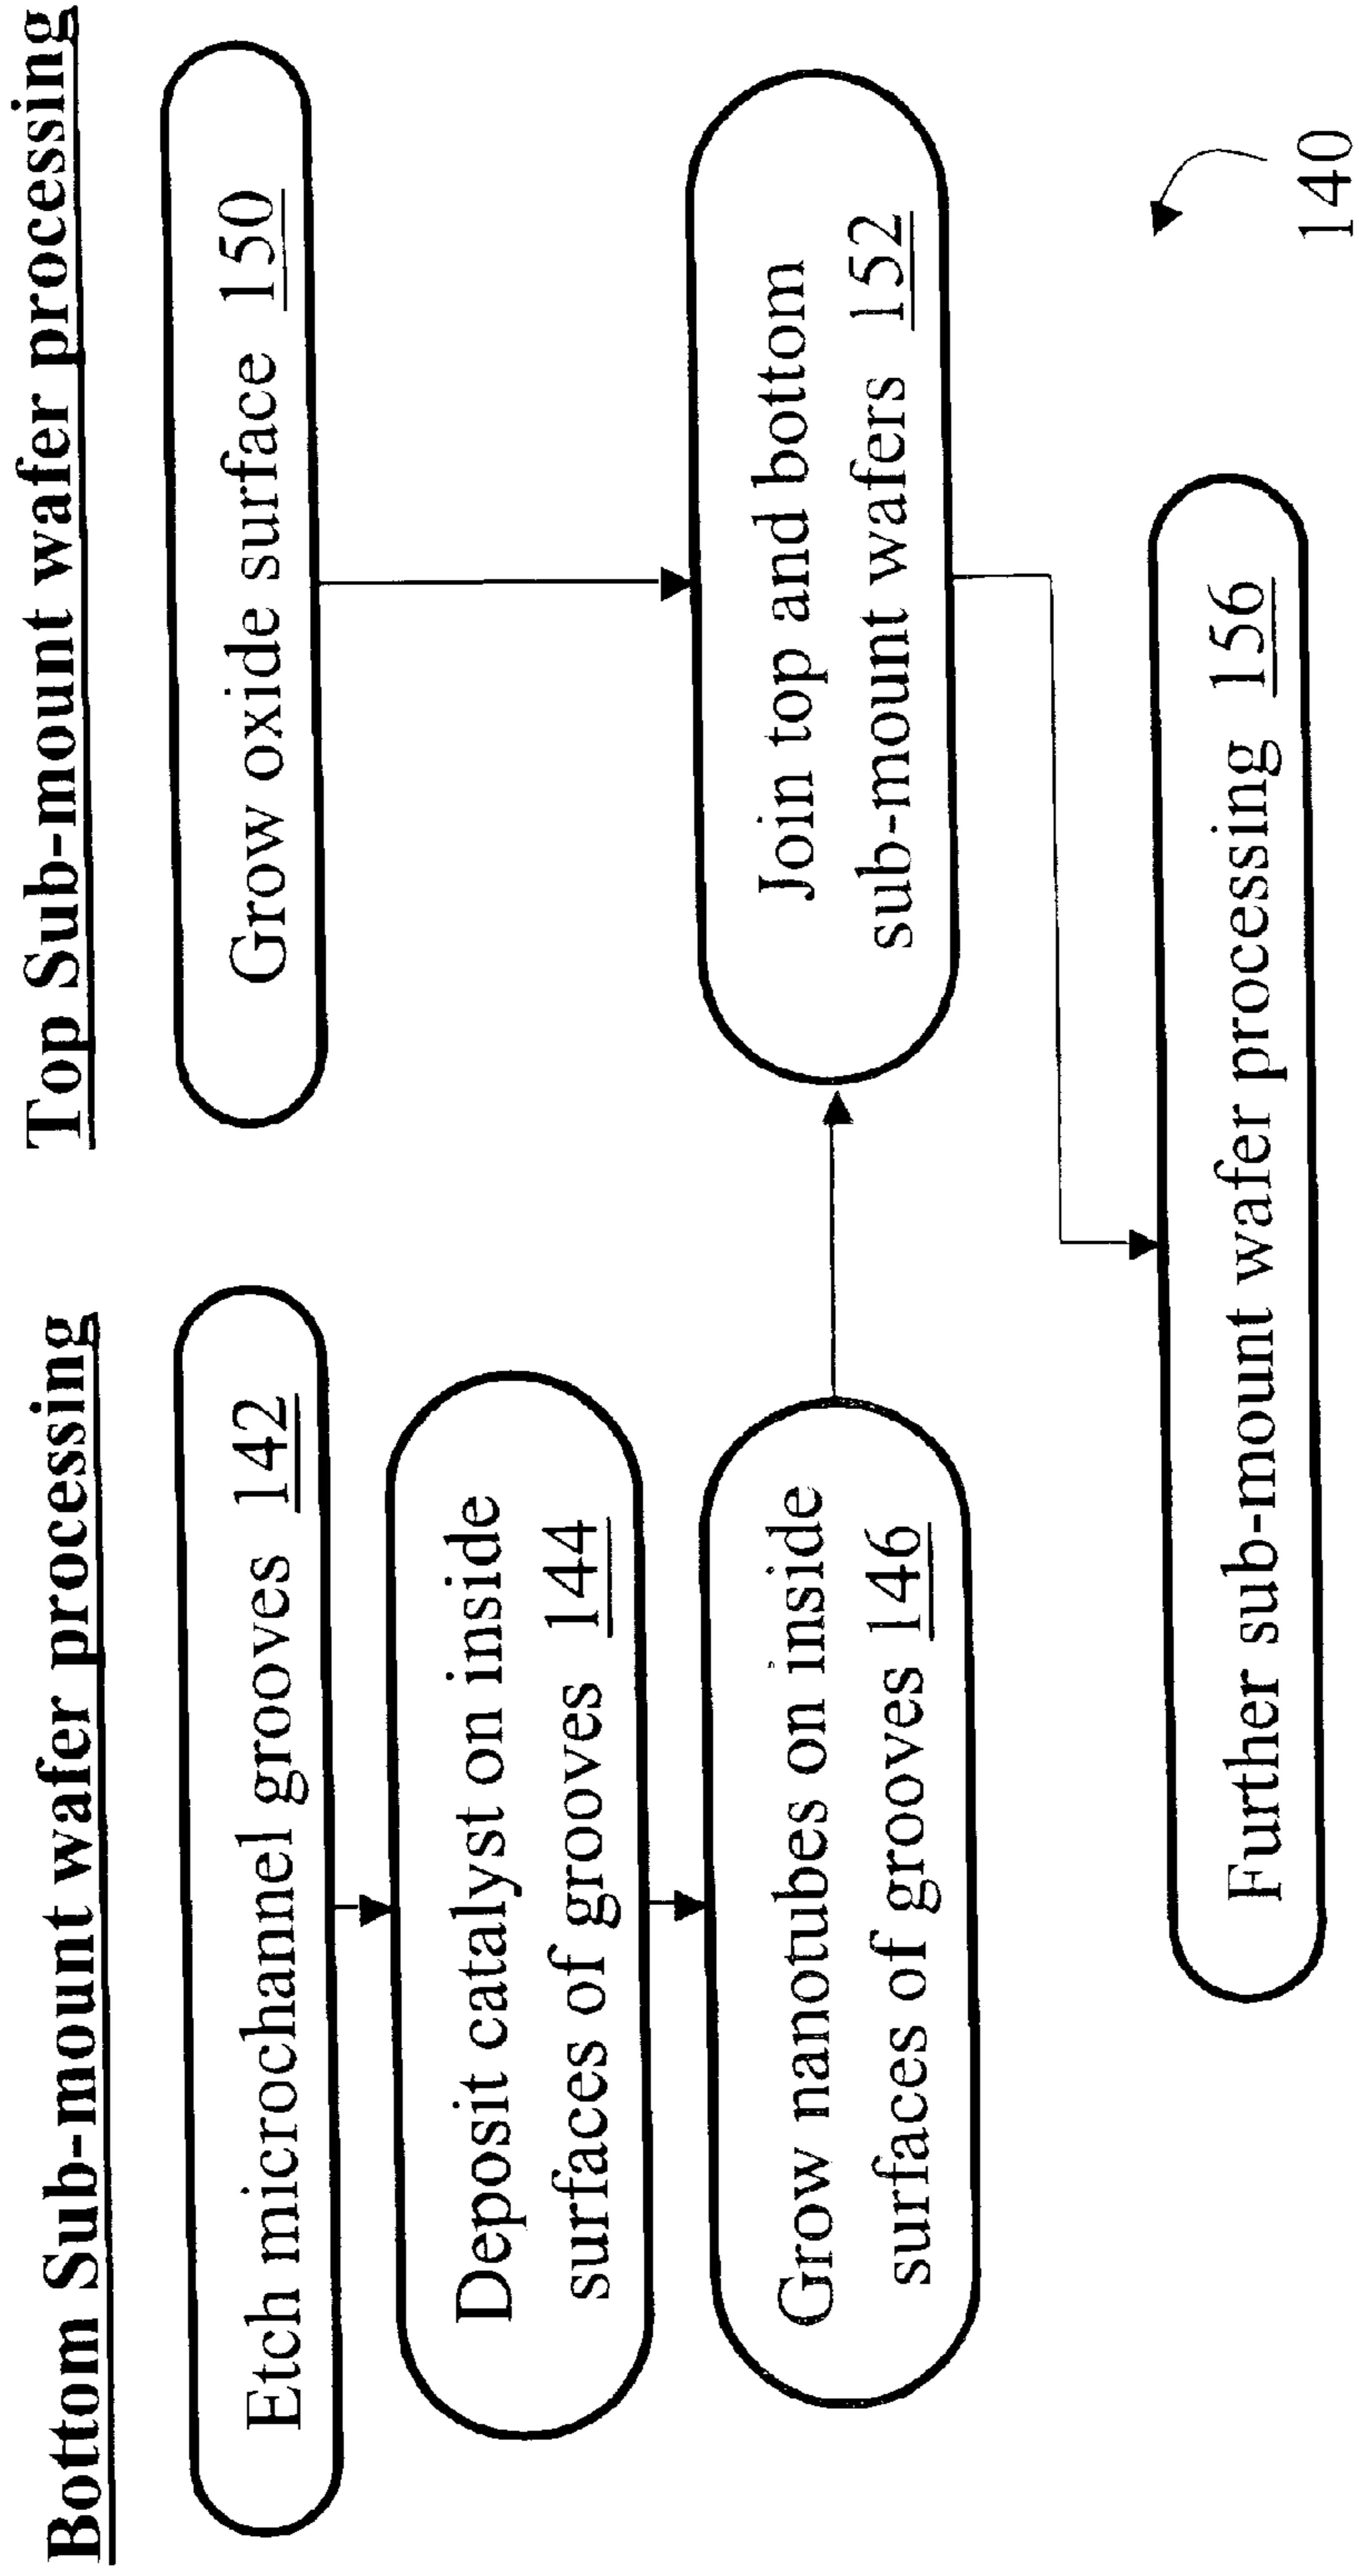 Bottom Sub-mount wafer processing
Etch microchannel grooves 142
Deposit catalyst on inside
surfaces of grooves 144
Grow nanotubes on inside
surfaces of grooves 146
Top Sub-mount wafer processing
Grow oxide surface 150
Join top and bottom
sub-mount wafers 152
Further sub-mount wafer processing 156
140